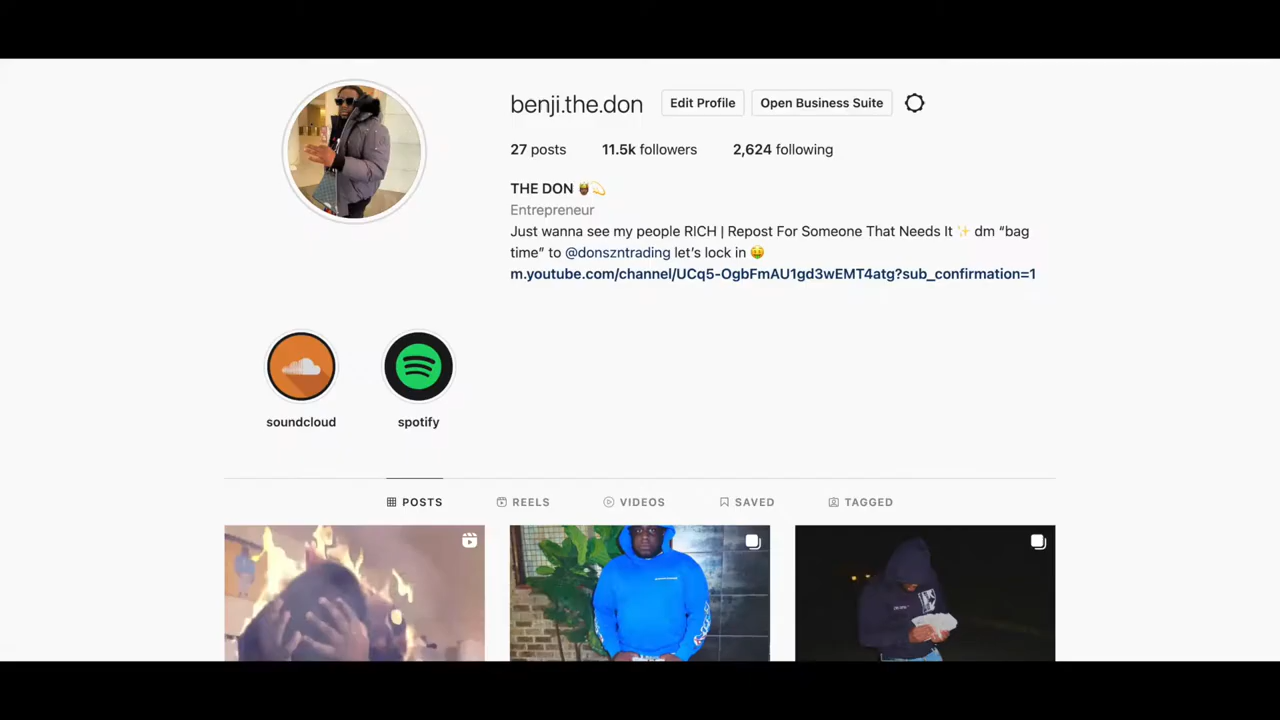 benji.the.don Edit Profile Open Business Suite
27 posts 11.5k followers 2,624 following
THE DON 🤴🏿💫
Entrepreneur
Just wanna see my people RICH | Repost For Someone That Needs It ✨ dm “bag
time” to @donszntrading let’s lock in 🤑
m.youtube.com/channel/UCq5-OgbFmAU1gd3wEMT4atg?sub_confirmation=1
soundcloud spotify
POSTS REELS VIDEOS SAVED TAGGED